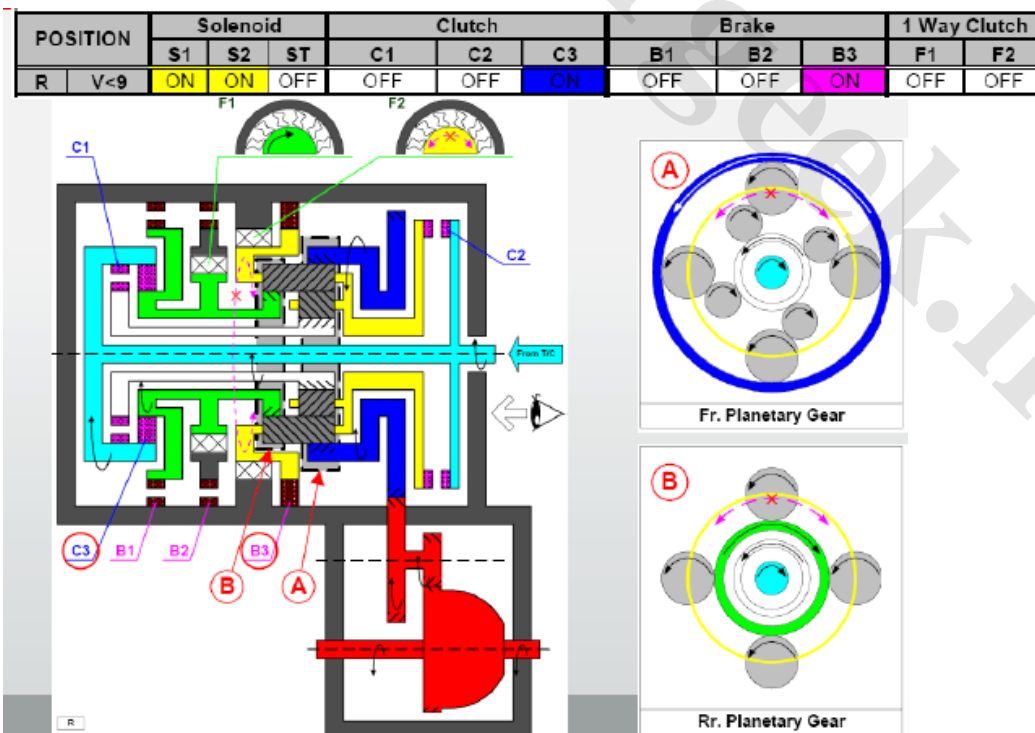 POSITION Solenoid Clutch Brake 1 Way Clutch
S1 S2 ST C1 C2 C3 B1 B2 B3 F1 F2
R V<9 ON ON OFF OFF OFF ON OFF OFF ON OFF OFF
F1 F2
C1
C2
From T/C
C3 B1 B2 B3
B A
R
A
Fr. Planetary Gear
B
Rr. Planetary Gear